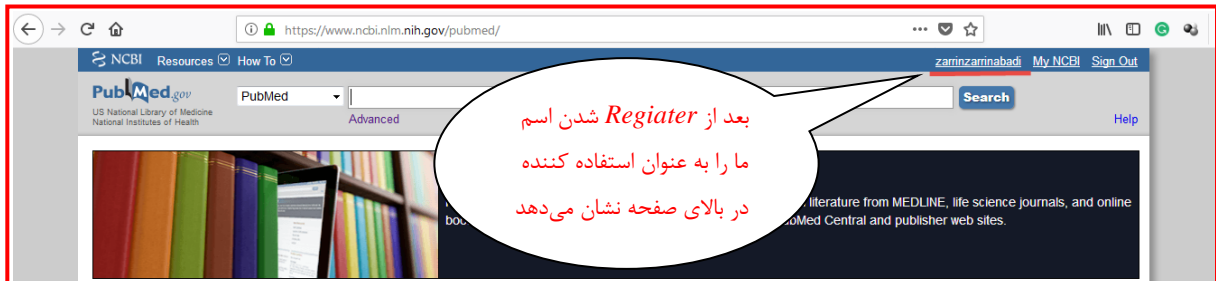 https://www.ncbi.nlm.nih.gov/pubmed/
NCBI Resources How To zarrinzarrinabadi My NCBI Sign Out
PubMed.gov PubMed Search
US National Library of Medicine
National Institutes of Health
Advanced Help
بعد از Regiater شدن اسم
ما را به عنوان استفاده کننده
در بالای صفحه نشان می‌دهد
literature from MEDLINE, life science journals, and online
Med Central and publisher web sites.